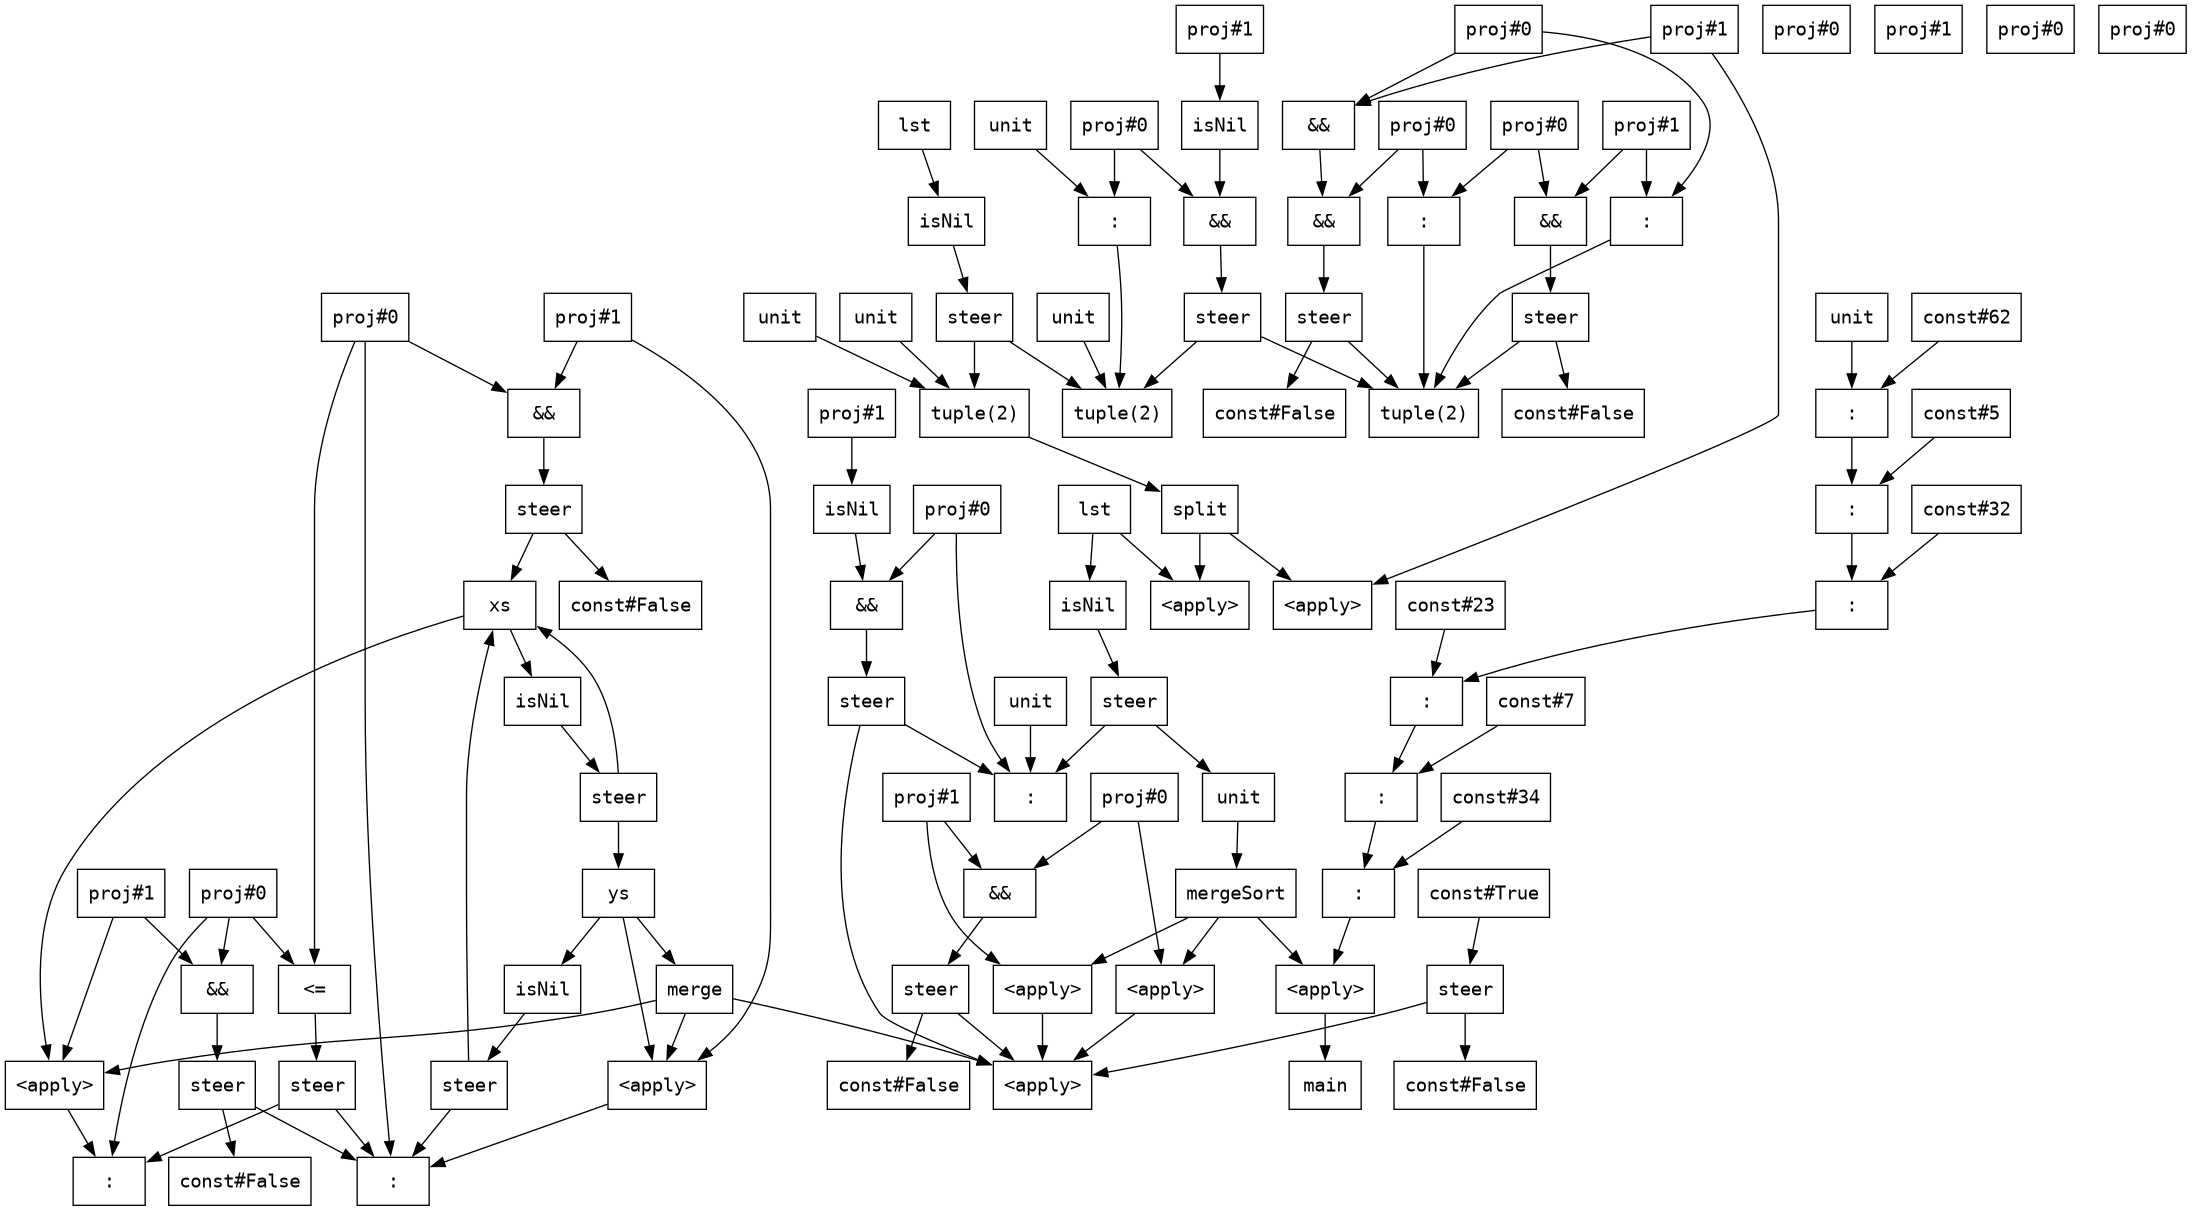 proj#1
proj#0
proj#1
proj#0
proj#1
proj#0
proj#0
lst
unit
proj#0
isNil
&&
proj#0
proj#0
proj#1
isNil
:
&&
&&
:
&&
:
proj#0
proj#1
unit
unit
steer
unit
steer
steer
steer
unit
const#62
&&
proj#1
tuple(2)
tuple(2)
const#False
tuple(2)
const#False
:
const#5
steer
isNil
proj#0
lst
split
:
const#32
xs
const#False
&&
isNil
<apply>
<apply>
const#23
:
isNil
steer
unit
steer
:
const#7
steer
proj#1
:
proj#0
unit
:
const#34
proj#1
proj#0
ys
&&
mergeSort
:
const#True
&&
<=
isNil
merge
steer
<apply>
<apply>
<apply>
steer
<apply>
steer
steer
steer
<apply>
const#False
<apply>
main
const#False
:
const#False
: